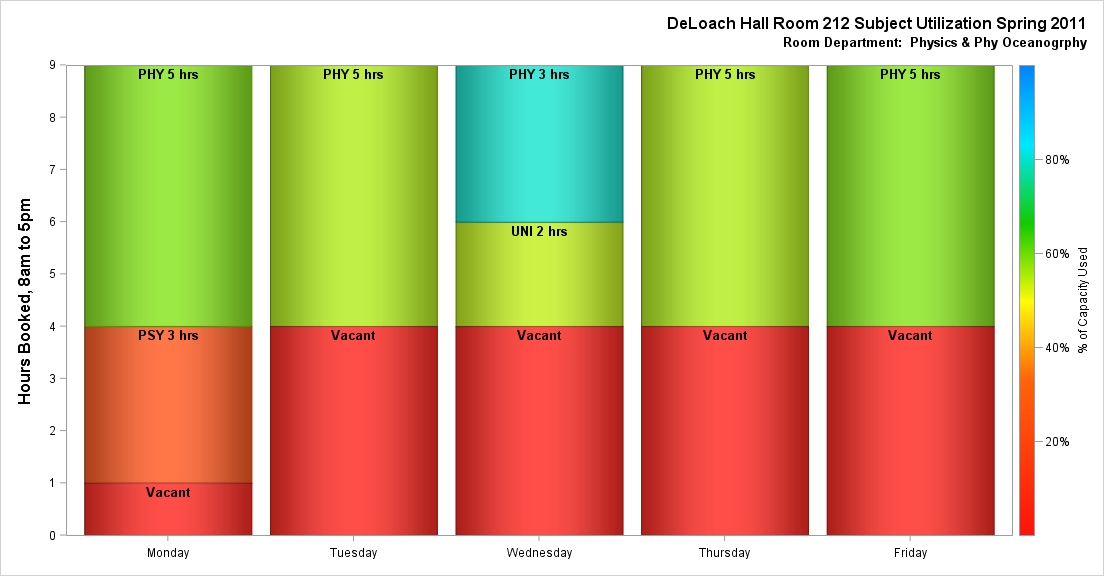 DeLoach Hall Room 212 Subject Utilization Spring 2011
Room Department:  Physics & Phy Oceanogrphy
Hours Booked, 8am to 5pm
9
8
7
6
5
4
3
2
1
0
PHY 5 hrs
PSY 3 hrs
Vacant
PHY 5 hrs
Vacant
PHY 3 hrs
UNI 2 hrs
Vacant
PHY 5 hrs
Vacant
PHY 5 hrs
Vacant
Monday
Tuesday
Wednesday
Thursday
Friday
80%
60%
40%
20%
% of Capacity Used